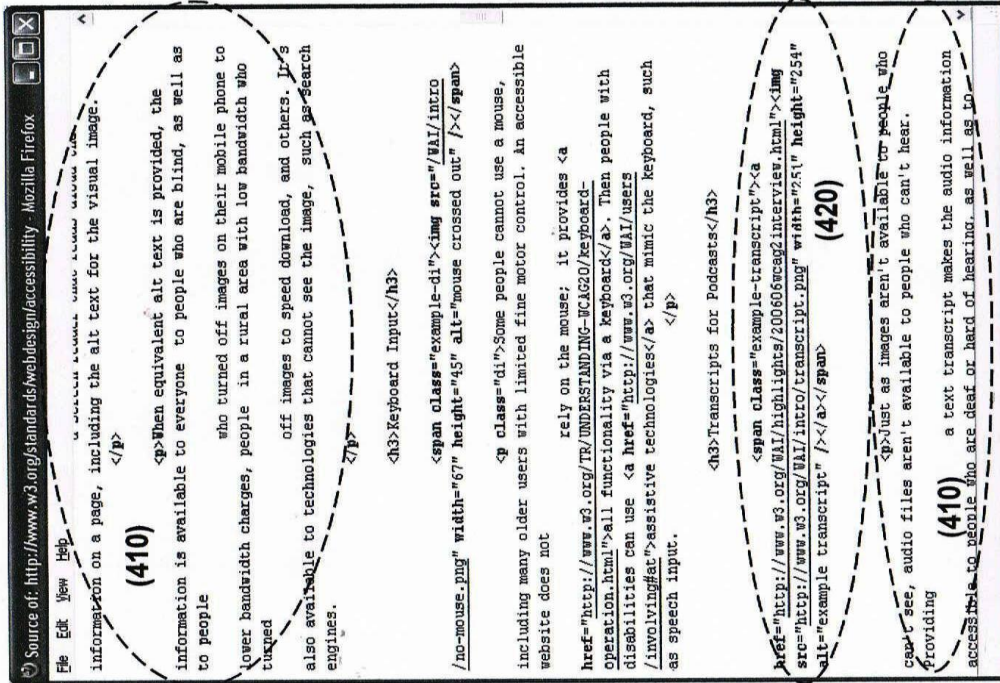 Source of: http://www.w3.org/standards/webdesign/accessibility - Mozilla Firefox
File Edit View Help
a screen reader that reads aloud the
information on a page, including the alt text for the visual image.
</p>
(410)
<p>When equivalent alt text is provided, the
information is available to everyone to people who are blind, as well as
to people
who turned off images on their mobile phone to
lower bandwidth charges, people in a rural area with low bandwidth who
turned
off images to speed download, and others. It's
also available to technologies that cannot see the image, such as search
engines.
</p>
<h3>Keyboard Input</h3>
<span class="example-di"><img src="/WAI/intro
/no-mouse.png" width="67" height="45" alt="mouse crossed out" /></span>
<p class="di">Some people cannot use a mouse,
including many older users with limited fine motor control. An accessible
website does not
rely on the mouse; it provides <a
href="http://www.w3.org/TR/UNDERSTANDING-WCAG20/keyboard-
operation.html">all functionality via a keyboard</a>. Then people with
disabilities can use <a href="http://www.w3.org/WAI/users
/involving#at">assistive technologies</a> that mimic the keyboard, such
as speech input.
</p>
<h3>Transcripts for Podcasts</h3>
<span class="example-transcript"><a
href="http://www.w3.org/WAI/highlights/200606wcag2interview.html"><img
src="http://www.w3.org/WAI/intro/transcript.png" width="251" height="254"
alt="example transcript" /></a></span>
(420)
<p>Just as images aren't available to people who
can't see, audio files aren't available to people who can't hear.
Providing
a text transcript makes the audio information
(410)
accessible to people who are deaf or hard of hearing, as well as to